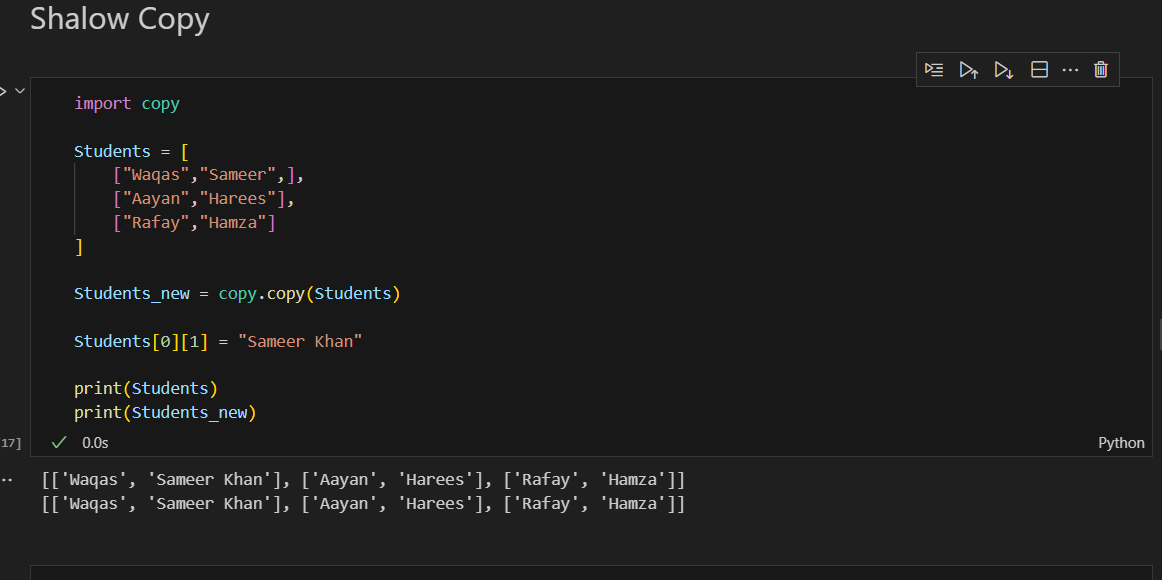 Shalow Copy
import copy
Students = [
["Waqas","Sameer",],
["Aayan","Harees"],
["Rafay","Hamza"]
]
Students_new = copy.copy(Students)
Students[0][1] = "Sameer Khan"
print(Students)
print(Students_new)
17]
0.0s
Python
[['Waqas', 'Sameer Khan'], ['Aayan', 'Harees'], ['Rafay', 'Hamza']]
[['Waqas', 'Sameer Khan'], ['Aayan', 'Harees'], ['Rafay', 'Hamza']]